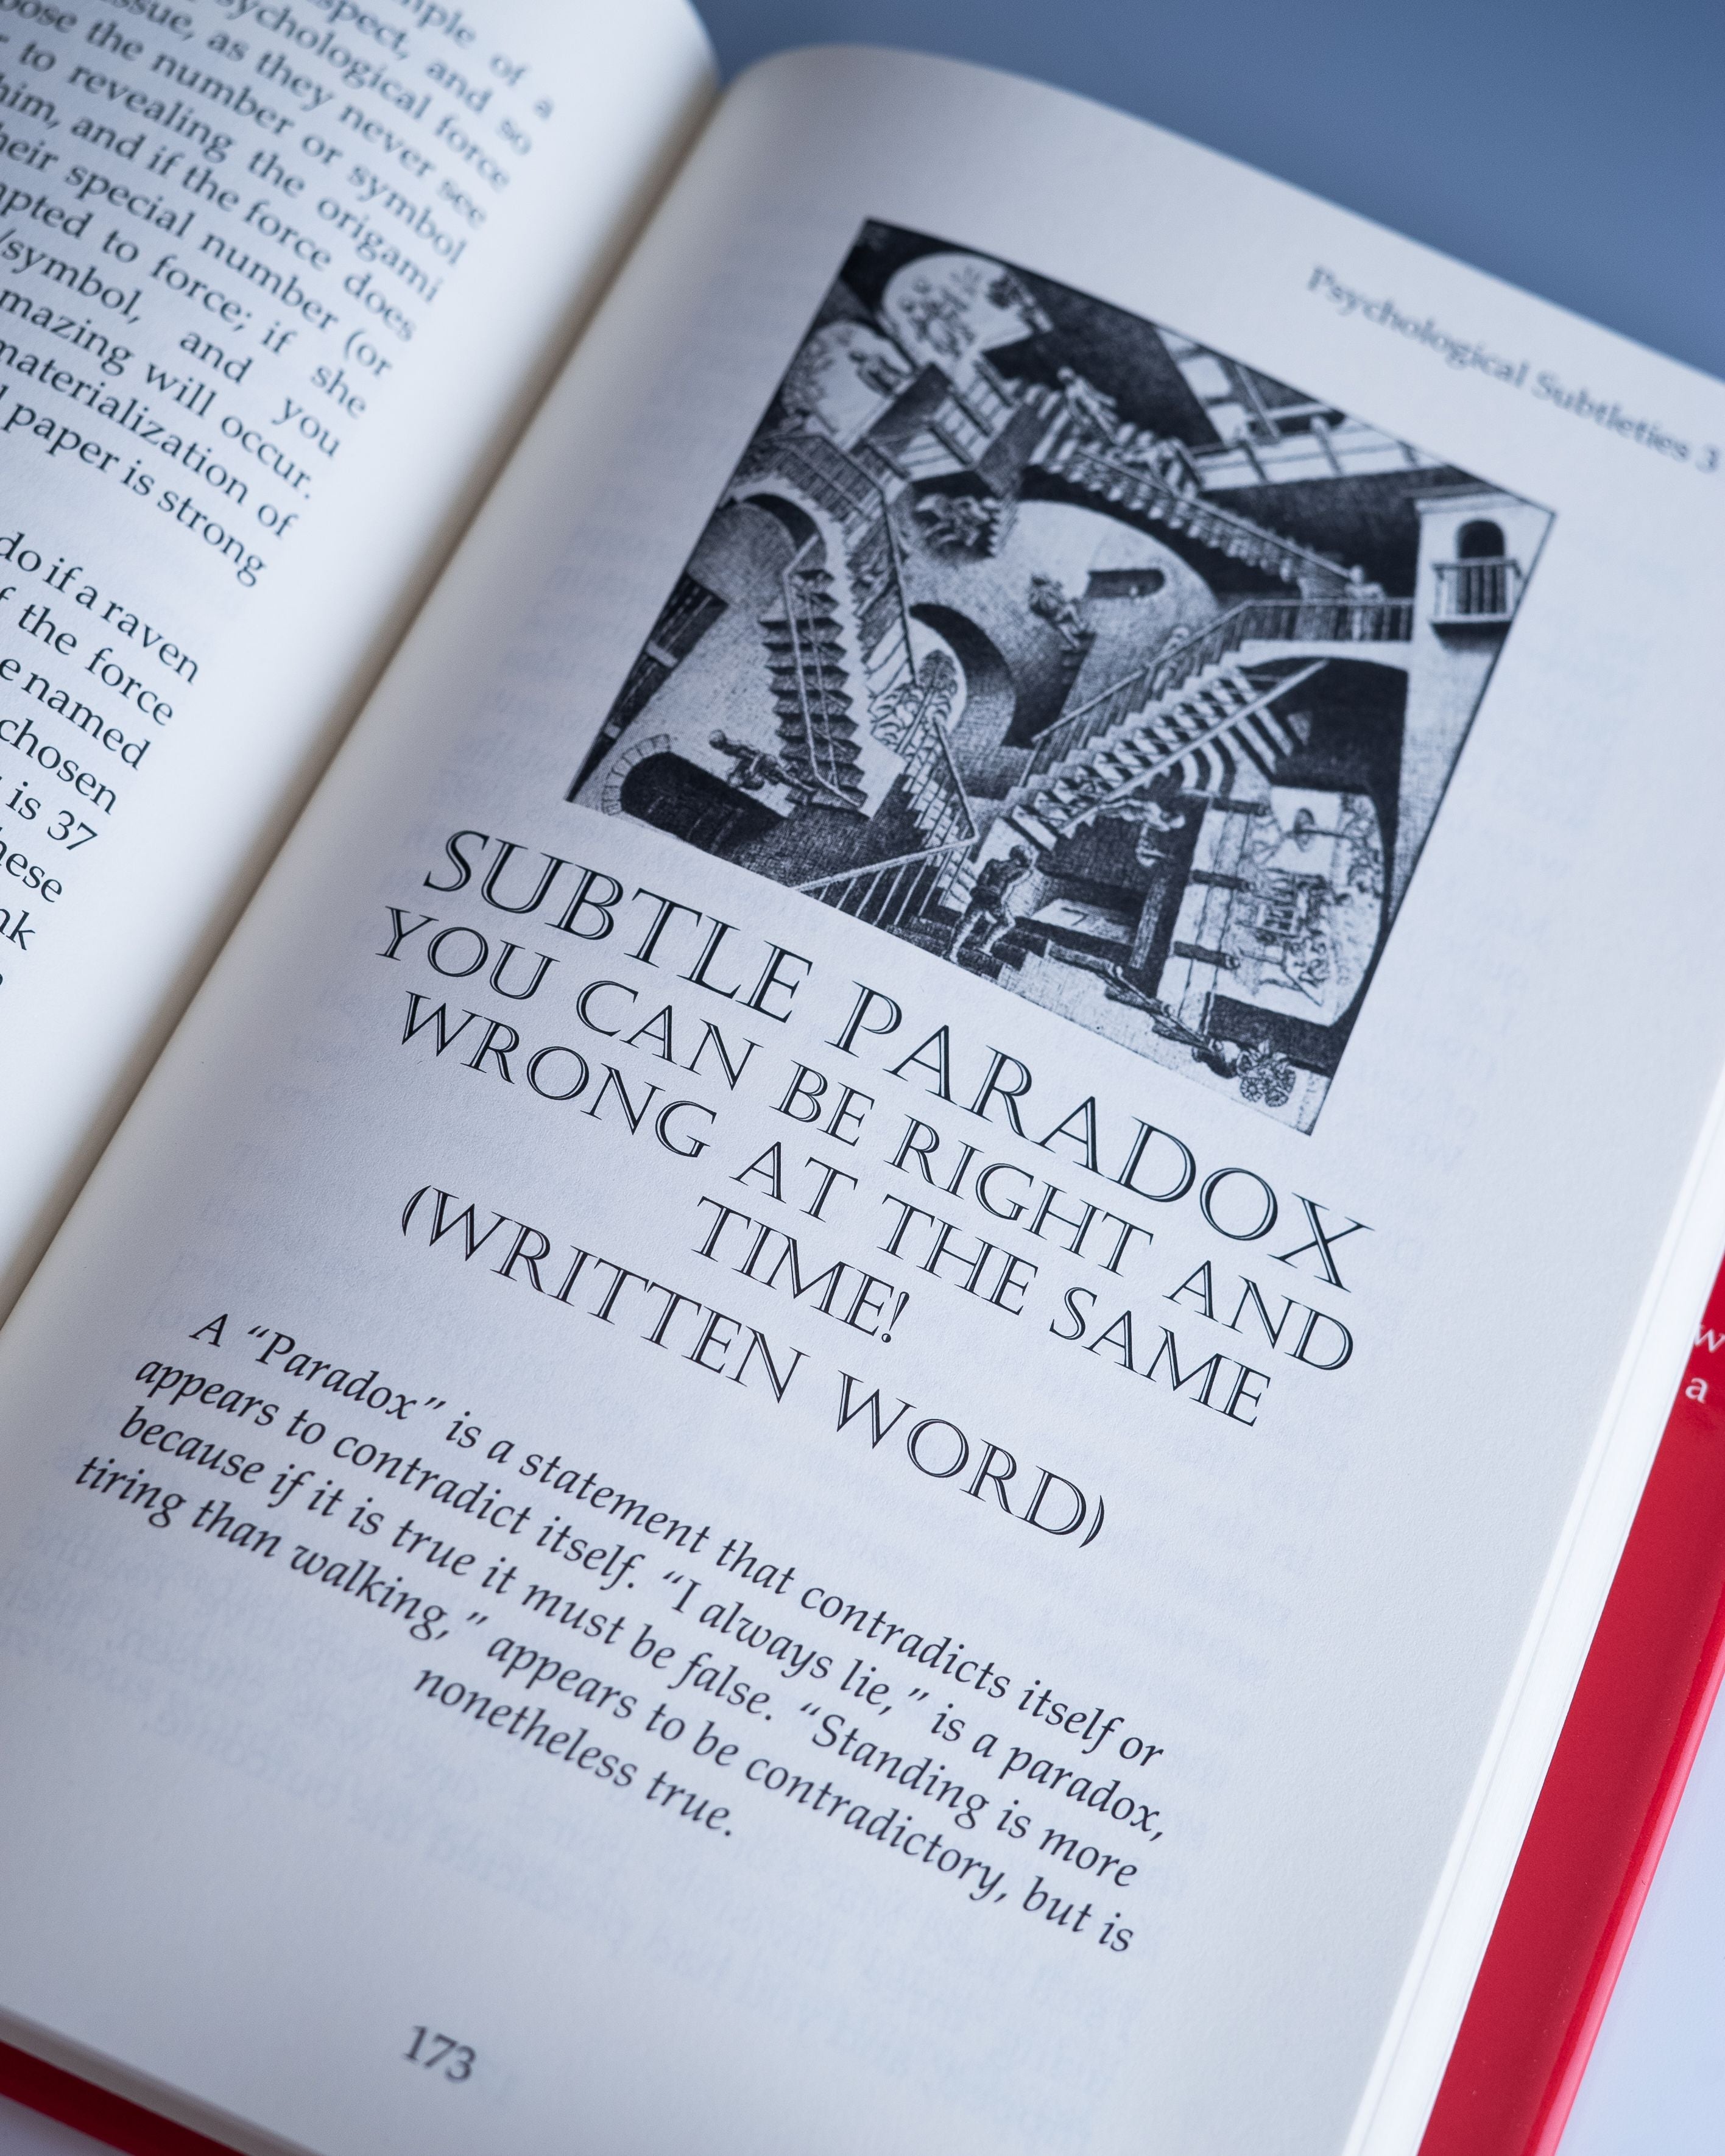 mple of a
spect, and so
issue, as they never see
psychological force
ose the number or symbol
to revealing the origami
him, and if the force does
heir special number (or
mpted to force; if she
/symbol, and you
mazing will occur.
materialization of
paper is strong
do if a raven
f the force
e named
chosen
is 37
hese
nk
Psychological Subtleties 3
SUBTLE PARADOX
YOU CAN BE RIGHT AND
WRONG AT THE SAME
TIME!
(WRITTEN WORD)
A “Paradox” is a statement that contradicts itself or
appears to contradict itself. “I always lie,” is a paradox,
because if it is true it must be false. “Standing is more
tiring than walking,” appears to be contradictory, but is
nonetheless true.
173
w
a